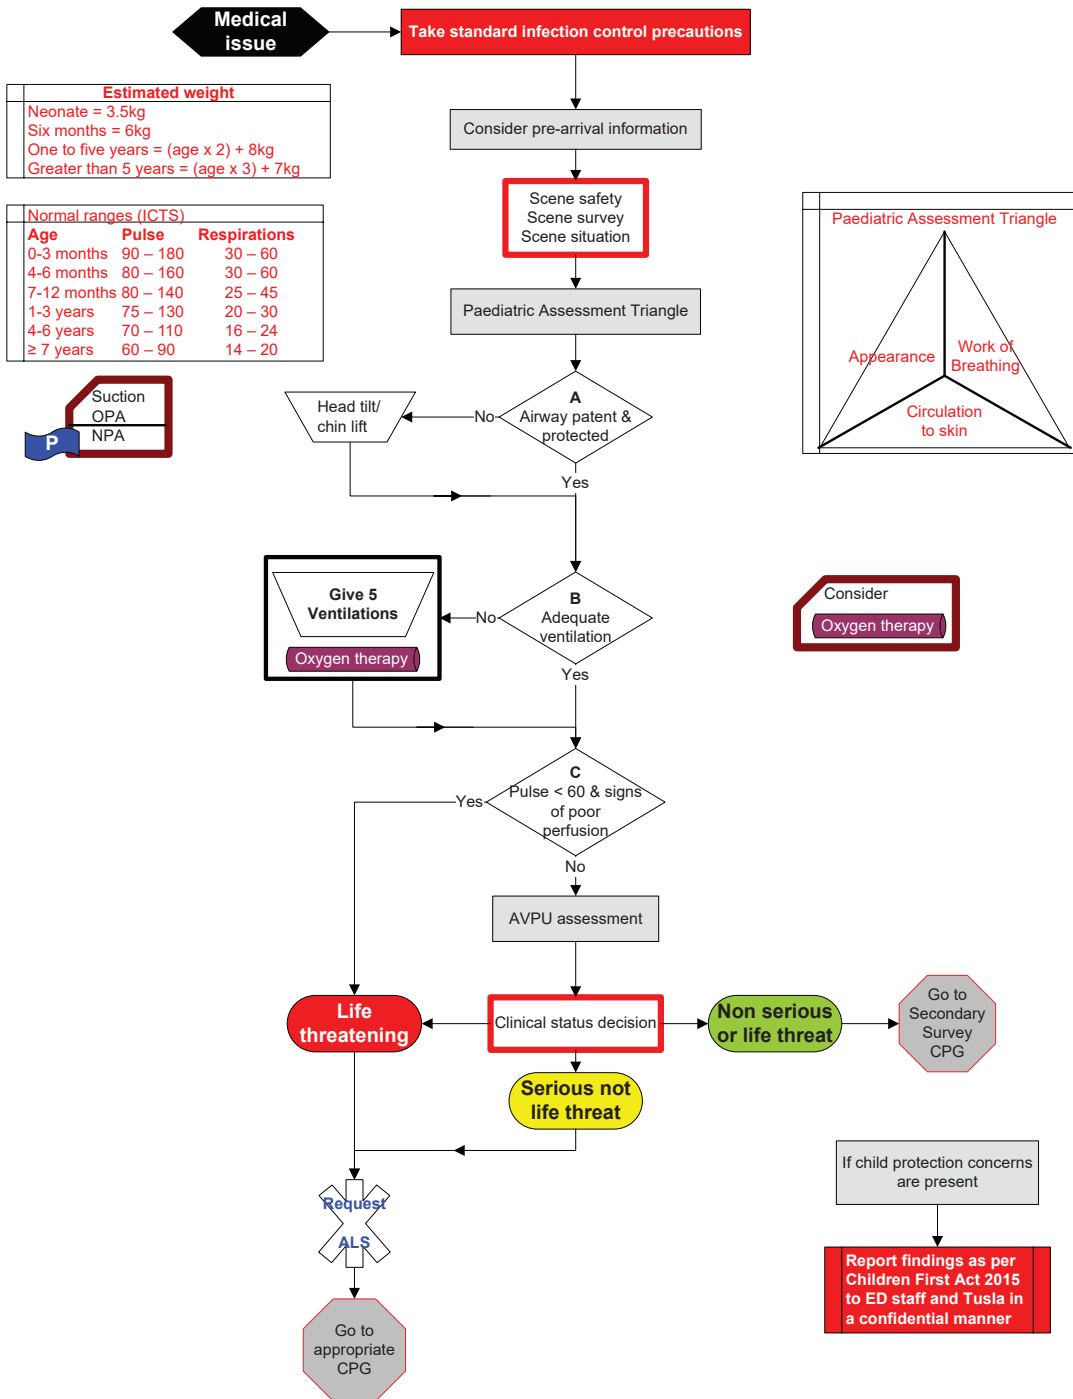 Medical
issue
Take standard infection control precautions
Estimated weight
Neonate = 3.5kg
Six months = 6kg
One to five years = (age x 2) + 8kg
Greater than 5 years = (age x 3) + 7kg
Consider pre-arrival information
Scene safety
Scene survey
Scene situation
Normal ranges (ICTS)
Age Pulse Respirations
0-3 months 90 – 180 30 – 60
4-6 months 80 – 160 30 – 60
7-12 months 80 – 140 25 – 45
1-3 years 75 – 130 20 – 30
4-6 years 70 – 110 16 – 24
≥ 7 years 60 – 90 14 – 20
Paediatric Assessment Triangle
Appearance
Work of
Breathing
Circulation
to skin
Paediatric Assessment Triangle
Suction
OPA
NPA
P
Head tilt/
chin lift
No
A
Airway patent &
protected
Yes
Give 5
Ventilations
Oxygen therapy
No
B
Adequate
ventilation
Yes
Consider
Oxygen therapy
C
Pulse < 60 & signs
of poor
perfusion
Yes
No
AVPU assessment
Life
threatening
Clinical status decision
Non serious
or life threat
Go to
Secondary
Survey
CPG
Serious not
life threat
Request
ALS
Go to
appropriate
CPG
If child protection concerns
are present
Report findings as per
Children First Act 2015
to ED staff and Tusla in
a confidential manner